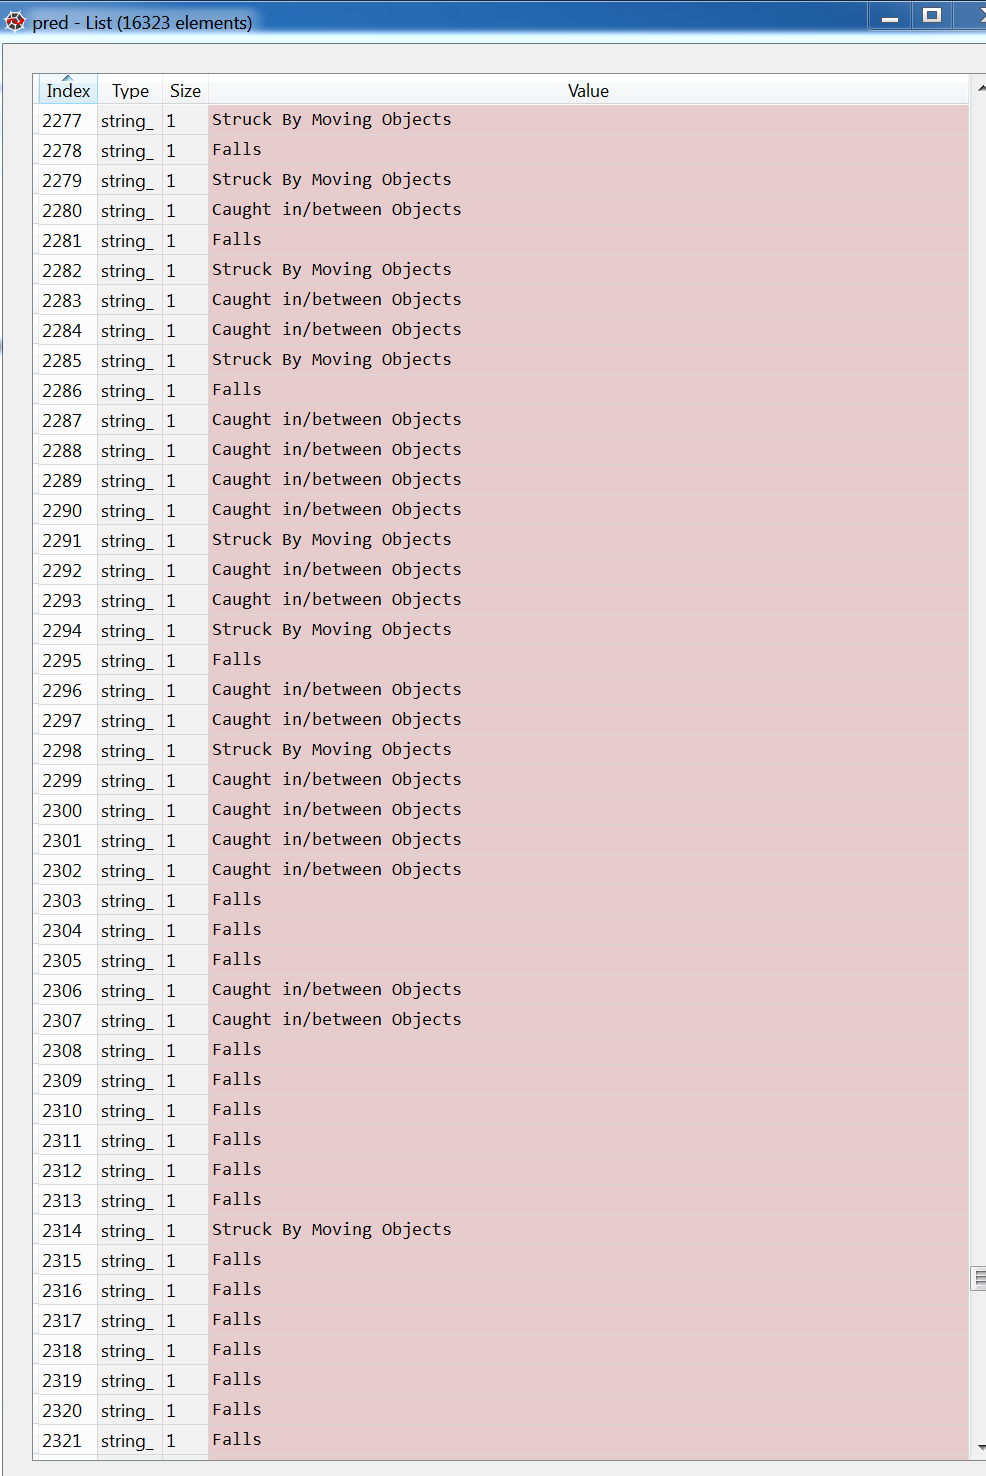 pred - List (16323 elements)
Index Type Size Value
2277 string_ 1 Struck By Moving Objects
2278 string_ 1 Falls
2279 string_ 1 Struck By Moving Objects
2280 string_ 1 Caught in/between Objects
2281 string_ 1 Falls
2282 string_ 1 Struck By Moving Objects
2283 string_ 1 Caught in/between Objects
2284 string_ 1 Caught in/between Objects
2285 string_ 1 Struck By Moving Objects
2286 string_ 1 Falls
2287 string_ 1 Caught in/between Objects
2288 string_ 1 Caught in/between Objects
2289 string_ 1 Caught in/between Objects
2290 string_ 1 Caught in/between Objects
2291 string_ 1 Struck By Moving Objects
2292 string_ 1 Caught in/between Objects
2293 string_ 1 Caught in/between Objects
2294 string_ 1 Struck By Moving Objects
2295 string_ 1 Falls
2296 string_ 1 Caught in/between Objects
2297 string_ 1 Caught in/between Objects
2298 string_ 1 Struck By Moving Objects
2299 string_ 1 Caught in/between Objects
2300 string_ 1 Caught in/between Objects
2301 string_ 1 Caught in/between Objects
2302 string_ 1 Caught in/between Objects
2303 string_ 1 Falls
2304 string_ 1 Falls
2305 string_ 1 Falls
2306 string_ 1 Caught in/between Objects
2307 string_ 1 Caught in/between Objects
2308 string_ 1 Falls
2309 string_ 1 Falls
2310 string_ 1 Falls
2311 string_ 1 Falls
2312 string_ 1 Falls
2313 string_ 1 Falls
2314 string_ 1 Struck By Moving Objects
2315 string_ 1 Falls
2316 string_ 1 Falls
2317 string_ 1 Falls
2318 string_ 1 Falls
2319 string_ 1 Falls
2320 string_ 1 Falls
2321 string_ 1 Falls